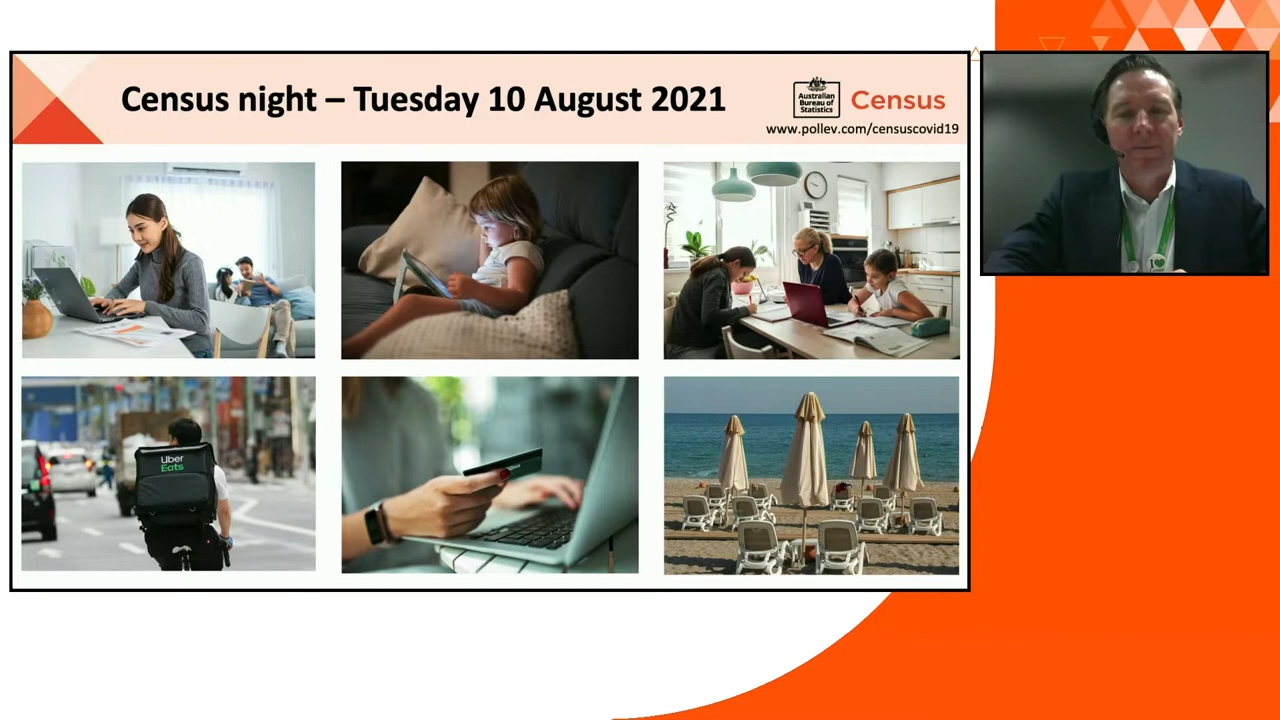 Census night – Tuesday 10 August 2021
Australian
Bureau of
Statistics
Census
www.pollev.com/censuscovid19
Uber
Eats
I